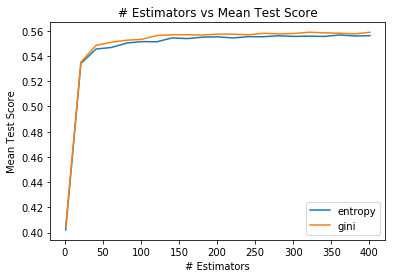 # Estimators vs Mean Test Score
0.56
0.54
0.52
0.50
0.48
0.46
0.44
0.42
0.40
Mean Test Score
entropy
gini
0 50 100 150 200 250 300 350 400
# Estimators